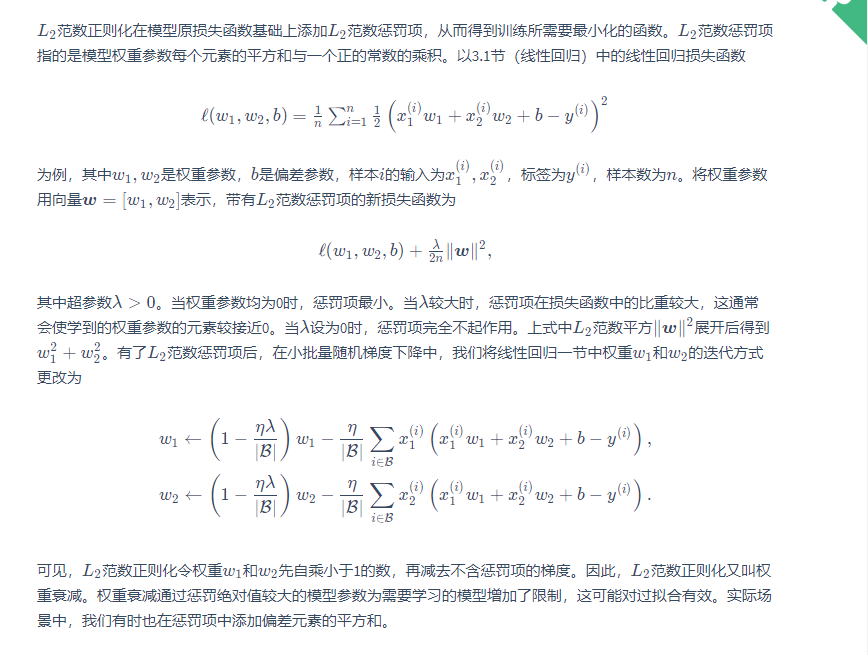 L₂范数正则化在模型原损失函数基础上添加L₂范数惩罚项，从而得到训练所需要最小化的函数。L₂范数惩罚项
指的是模型权重参数每个元素的平方和与一个正的常数的乘积。以3.1节（线性回归）中的线性回归损失函数
$\ell(w_1, w_2, b) = \frac{1}{n} \sum_{i=1}^{n} \frac{1}{2} \left( x_1^{(i)} w_1 + x_2^{(i)} w_2 + b - y^{(i)} \right)^2$
为例，其中$w_1, w_2$是权重参数，$b$是偏差参数，样本$i$的输入为$x_1^{(i)}, x_2^{(i)}$，标签为$y^{(i)}$，样本数为$n$。将权重参数
用向量$\boldsymbol{w} = [w_1, w_2]$表示，带有$L_2$范数惩罚项的新损失函数为
$\ell(w_1, w_2, b) + \frac{\lambda}{2n} \|\boldsymbol{w}\|^2,$
其中超参数$\lambda > 0$。当权重参数均为0时，惩罚项最小。当$\lambda$较大时，惩罚项在损失函数中的比重较大，这通常
会使学到的权重参数的元素较接近0。当$\lambda$设为0时，惩罚项完全不起作用。上式中$L_2$范数平方$\|\boldsymbol{w}\|^2$展开后得到
$w_1^2 + w_2^2$。有了$L_2$范数惩罚项后，在小批量随机梯度下降中，我们将线性回归一节中权重$w_1$和$w_2$的迭代方式
更改为
$w_1 \leftarrow \left( 1 - \frac{\eta\lambda}{|\mathcal{B}|} \right) w_1 - \frac{\eta}{|\mathcal{B}|} \sum_{i \in \mathcal{B}} x_1^{(i)} \left( x_1^{(i)} w_1 + x_2^{(i)} w_2 + b - y^{(i)} \right),$
$w_2 \leftarrow \left( 1 - \frac{\eta\lambda}{|\mathcal{B}|} \right) w_2 - \frac{\eta}{|\mathcal{B}|} \sum_{i \in \mathcal{B}} x_2^{(i)} \left( x_1^{(i)} w_1 + x_2^{(i)} w_2 + b - y^{(i)} \right).$
可见，$L_2$范数正则化令权重$w_1$和$w_2$先自乘小于1的数，再减去不含惩罚项的梯度。因此，$L_2$范数正则化又叫权
重衰减。权重衰减通过惩罚绝对值较大的模型参数为需要学习的模型增加了限制，这可能对过拟合有效。实际场
景中，我们有时也在惩罚项中添加偏差元素的平方和。